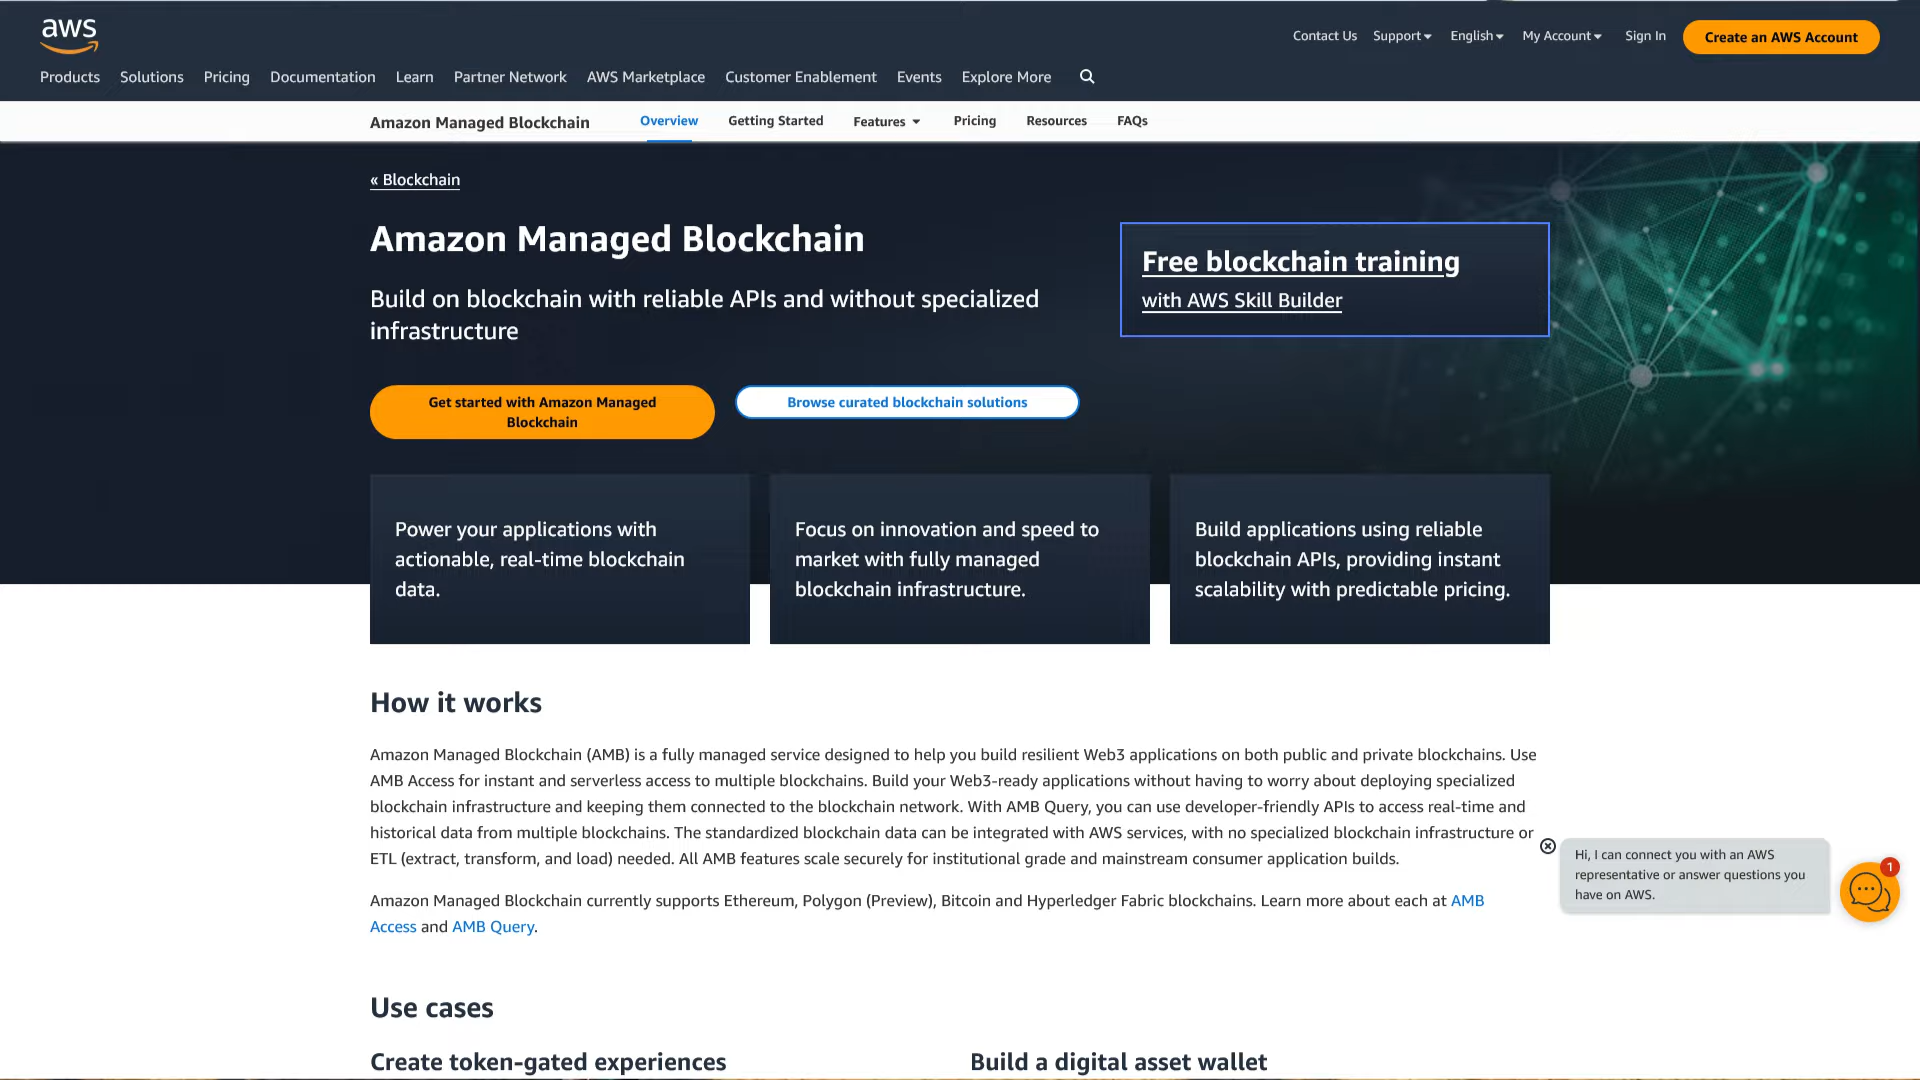 aws
Contact Us Support English My Account Sign In Create an AWS Account
Products Solutions Pricing Documentation Learn Partner Network AWS Marketplace Customer Enablement Events Explore More
Amazon Managed Blockchain Overview Getting Started Features Pricing Resources FAQs
« Blockchain
Amazon Managed Blockchain
Build on blockchain with reliable APIs and without specialized
infrastructure
Free blockchain training
with AWS Skill Builder
Get started with Amazon Managed
Blockchain
Browse curated blockchain solutions
Power your applications with
actionable, real-time blockchain
data.
Focus on innovation and speed to
market with fully managed
blockchain infrastructure.
Build applications using reliable
blockchain APIs, providing instant
scalability with predictable pricing.
How it works
Amazon Managed Blockchain (AMB) is a fully managed service designed to help you build resilient Web3 applications on both public and private blockchains. Use
AMB Access for instant and serverless access to multiple blockchains. Build your Web3-ready applications without having to worry about deploying specialized
blockchain infrastructure and keeping them connected to the blockchain network. With AMB Query, you can use developer-friendly APIs to access real-time and
historical data from multiple blockchains. The standardized blockchain data can be integrated with AWS services, with no specialized blockchain infrastructure or
ETL (extract, transform, and load) needed. All AMB features scale securely for institutional grade and mainstream consumer application builds.
Amazon Managed Blockchain currently supports Ethereum, Polygon (Preview), Bitcoin and Hyperledger Fabric blockchains. Learn more about each at AMB
Access and AMB Query.
Hi, I can connect you with an AWS
representative or answer questions you
have on AWS.
1
Use cases
Create token-gated experiences
Build a digital asset wallet